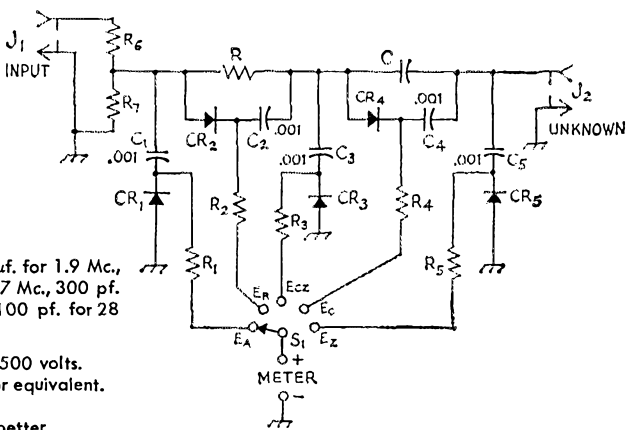 J1
INPUT
R6
R7
R
C
J2
UNKNOWN
CR2
C2
.001
CR4
.001
C4
C1
.001
CR1
R1
R2
.001
C3
CR3
R3
R4
.001
C5
CR5
R5
ER
ECZ
EC
EA
S1
EZ
+
METER
-
uf. for 1.9 Mc.,
7 Mc., 300 pf.
100 pf. for 28
500 volts.
or equivalent.
better